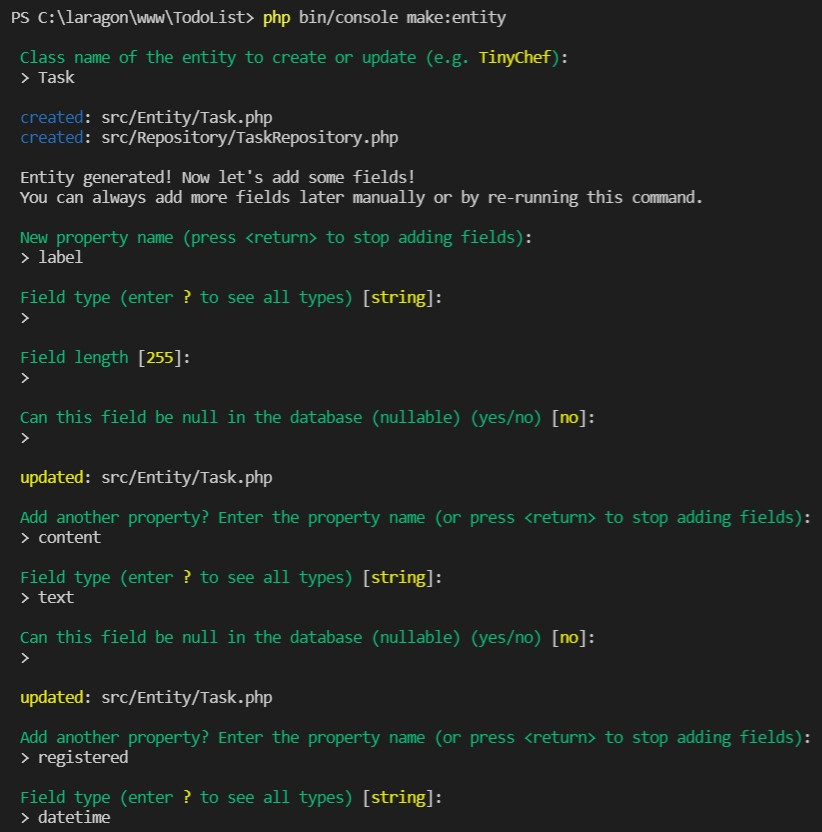 PS C:\laragon\www\TodoList> php bin/console make:entity
Class name of the entity to create or update (e.g. TinyChef):
> Task
created: src/Entity/Task.php
created: src/Repository/TaskRepository.php
Entity generated! Now let's add some fields!
You can always add more fields later manually or by re-running this command.
New property name (press <return> to stop adding fields):
> label
Field type (enter ? to see all types) [string]:
>
Field length [255]:
>
Can this field be null in the database (nullable) (yes/no) [no]:
>
updated: src/Entity/Task.php
Add another property? Enter the property name (or press <return> to stop adding fields):
> content
Field type (enter ? to see all types) [string]:
> text
Can this field be null in the database (nullable) (yes/no) [no]:
>
updated: src/Entity/Task.php
Add another property? Enter the property name (or press <return> to stop adding fields):
> registered
Field type (enter ? to see all types) [string]:
> datetime